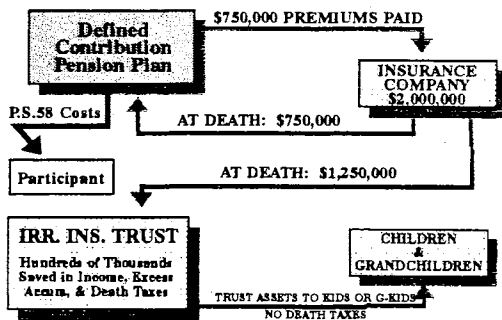 $750,000 PREMIUMS PAID
Defined
Contribution
Pension Plan
INSURANCE
COMPANY
$2,000,000
P.S.58 Costs
AT DEATH: $750,000
Participant
AT DEATH: $1,250,000
IRR. INS. TRUST
Hundreds of Thousands
Saved in Income, Excess
Accum, & Death Taxes
CHILDREN
&
GRANDCHILDREN
TRUST ASSETS TO KIDS OR G-KIDS
NO DEATH TAXES